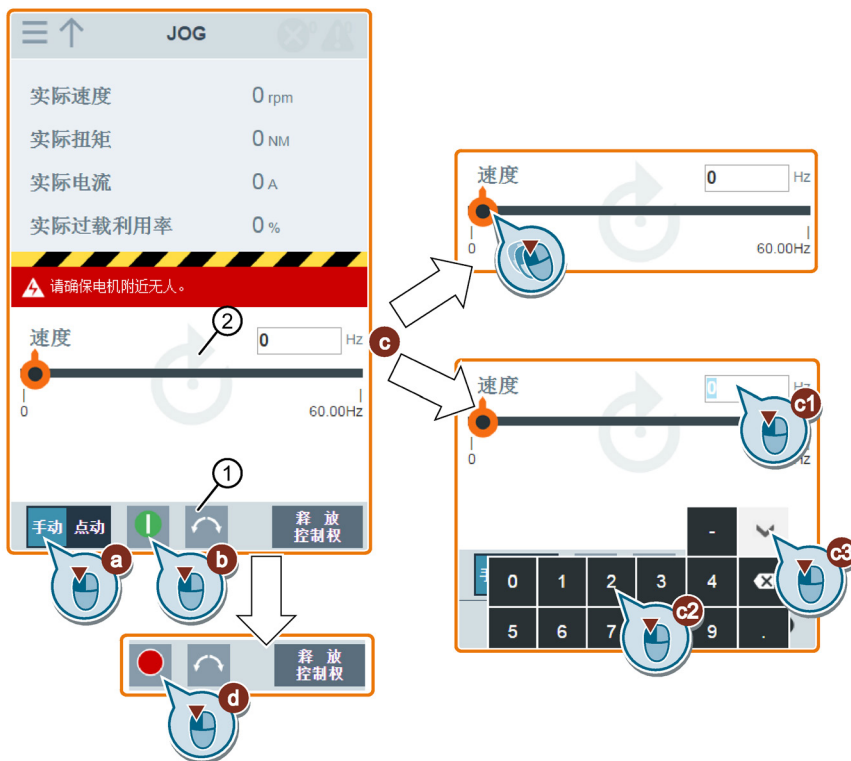 JOG
实际速度 0 rpm
实际扭矩 0 NM
实际电流 0 A
实际过载利用率 0 %
请确保电机附近无人。
速度 0 Hz
2
0 60.00Hz
1
手动 点动 释 放
控制权
a
b
c
速度 0 Hz
0 60.00Hz
速度 0 Hz
c1
0 Hz
-
c3
0 1 2 3 4
c2
5 6 7 9 .
释 放
控制权
d